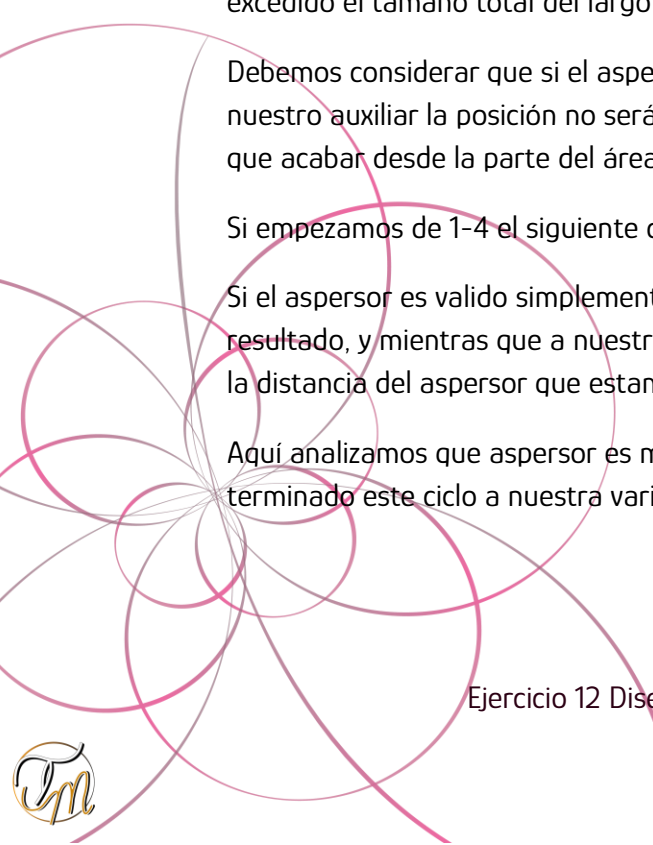 excedido el tamaño total del largo
Debemos considerar que si el aspe
nuestro auxiliar la posición no será
que acabar desde la parte del área
Si empezamos de 1-4 el siguiente c
Si el aspersor es valido simplement
resultado, y mientras que a nuestr
la distancia del aspersor que estan
Aquí analizamos que aspersor es m
terminado este ciclo a nuestra vari
Ejercicio 12 Dise
TM